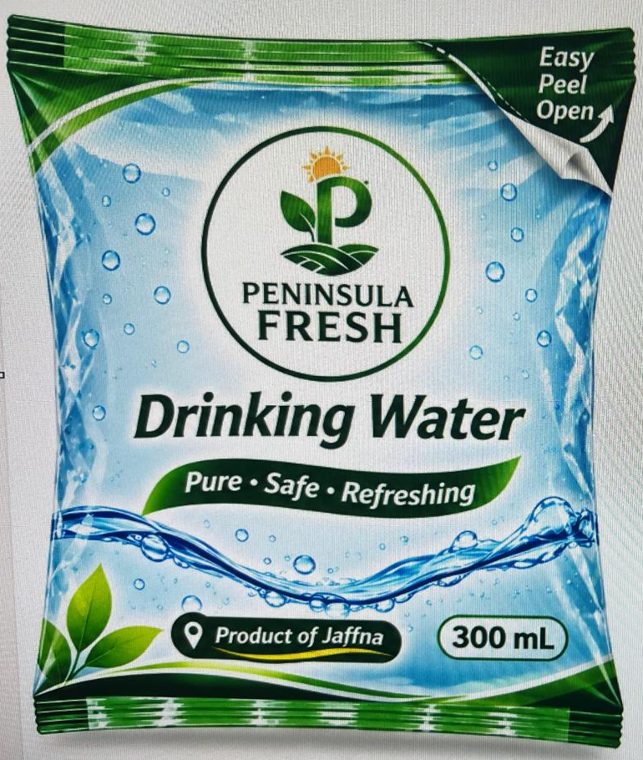 Easy
Peel
Open
P
PENINSULA
FRESH
Drinking Water
Pure • Safe • Refreshing
Product of Jaffna
300 mL